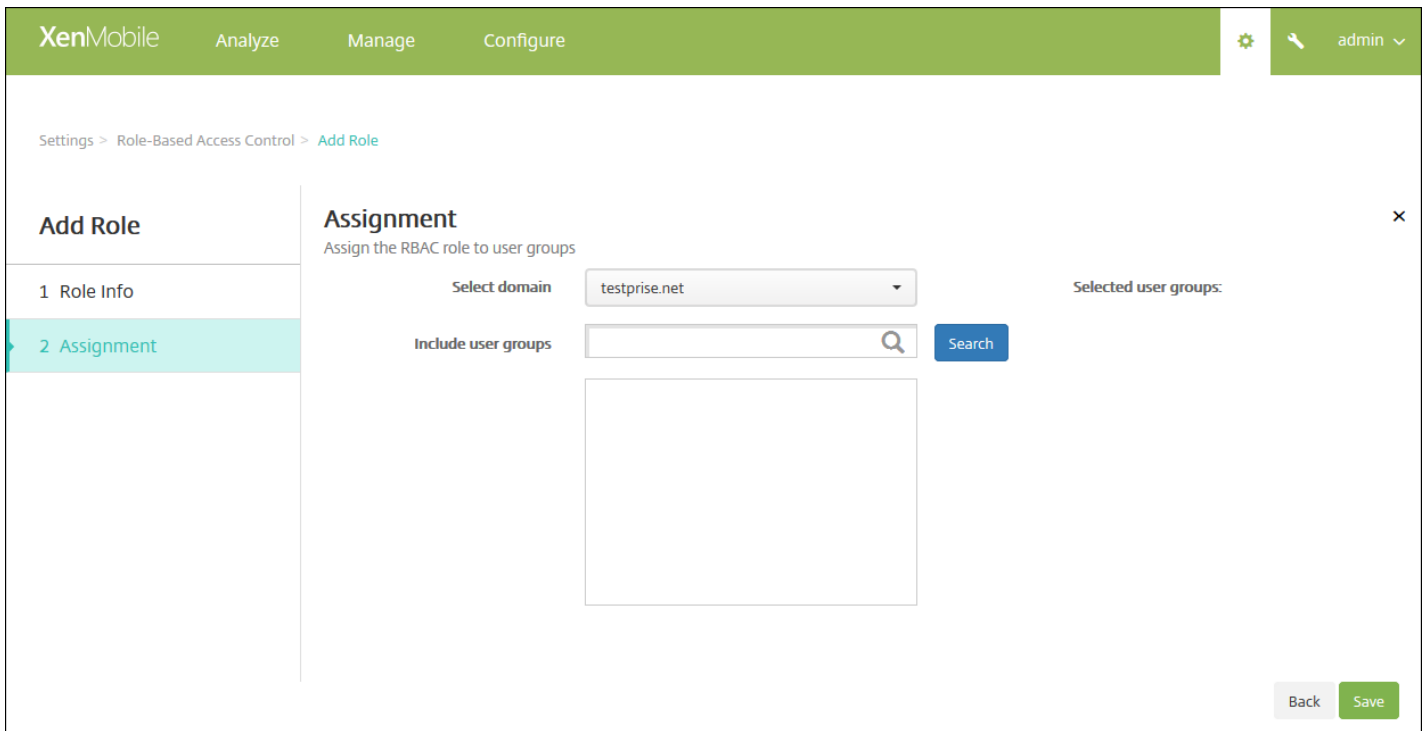 XenMobile Analyze Manage Configure admin
Settings > Role-Based Access Control > Add Role
Add Role
1 Role Info
2 Assignment
Assignment
Assign the RBAC role to user groups
Select domain testprise.net Selected user groups:
Include user groups Search
Back Save